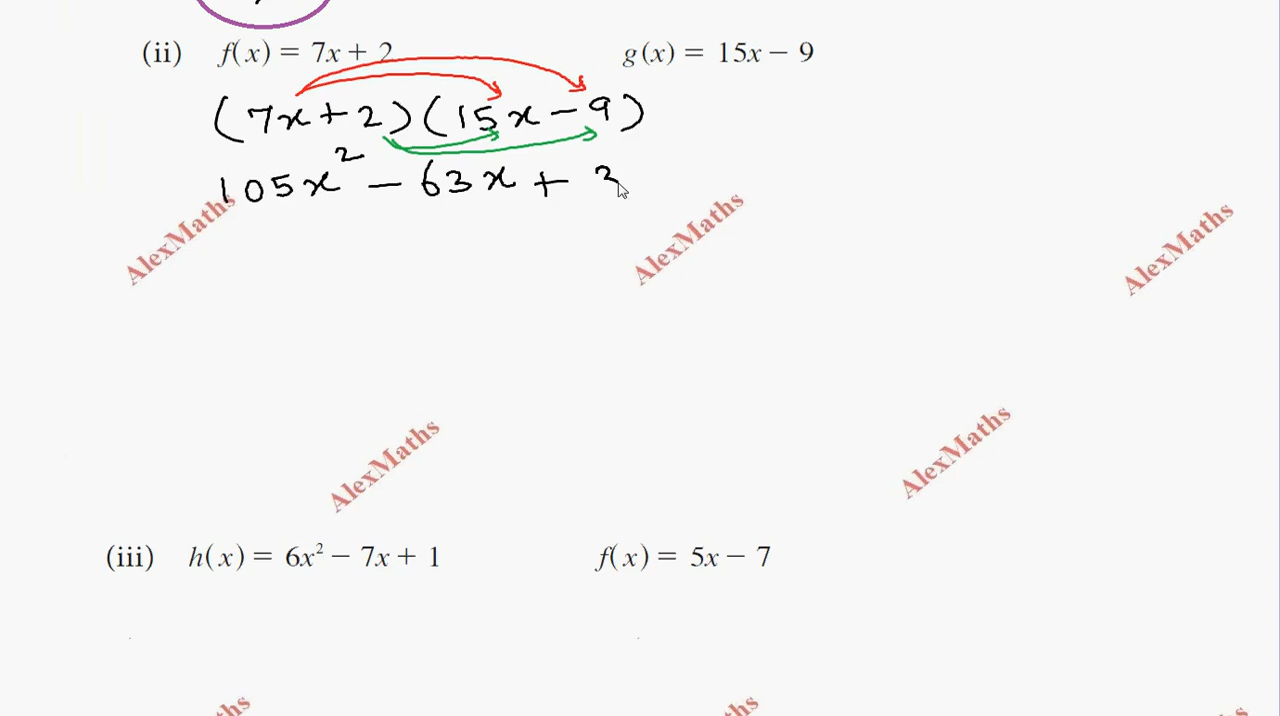 (ii) f(x) = 7x + 2 g(x) = 15x − 9
(7x+2)(15x−9)
105x² − 63x + 3
AlexMaths AlexMaths AlexMaths
AlexMaths AlexMaths
(iii) h(x) = 6x² − 7x + 1 f(x) = 5x − 7